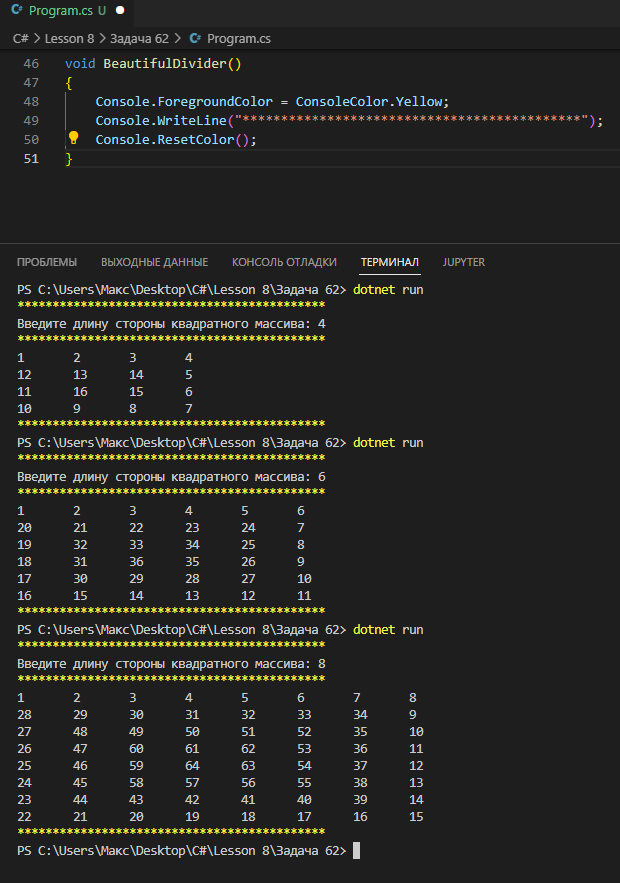 Program.cs U
C# > Lesson 8 > Задача 62 > Program.cs
46 void BeautifulDivider()
47 {
48 Console.ForegroundColor = ConsoleColor.Yellow;
49 Console.WriteLine("********************************************");
50 Console.ResetColor();
51 }
ПРОБЛЕМЫ ВЫХОДНЫЕ ДАННЫЕ КОНСОЛЬ ОТЛАДКИ ТЕРМИНАЛ JUPYTER
PS C:\Users\Макс\Desktop\C#\Lesson 8\Задача 62> dotnet run
********************************************
Введите длину стороны квадратного массива: 4
********************************************
1 2 3 4
12 13 14 5
11 16 15 6
10 9 8 7
********************************************
PS C:\Users\Макс\Desktop\C#\Lesson 8\Задача 62> dotnet run
********************************************
Введите длину стороны квадратного массива: 6
********************************************
1 2 3 4 5 6
20 21 22 23 24 7
19 32 33 34 25 8
18 31 36 35 26 9
17 30 29 28 27 10
16 15 14 13 12 11
********************************************
PS C:\Users\Макс\Desktop\C#\Lesson 8\Задача 62> dotnet run
********************************************
Введите длину стороны квадратного массива: 8
********************************************
1 2 3 4 5 6 7 8
28 29 30 31 32 33 34 9
27 48 49 50 51 52 35 10
26 47 60 61 62 53 36 11
25 46 59 64 63 54 37 12
24 45 58 57 56 55 38 13
23 44 43 42 41 40 39 14
22 21 20 19 18 17 16 15
********************************************
PS C:\Users\Макс\Desktop\C#\Lesson 8\Задача 62>